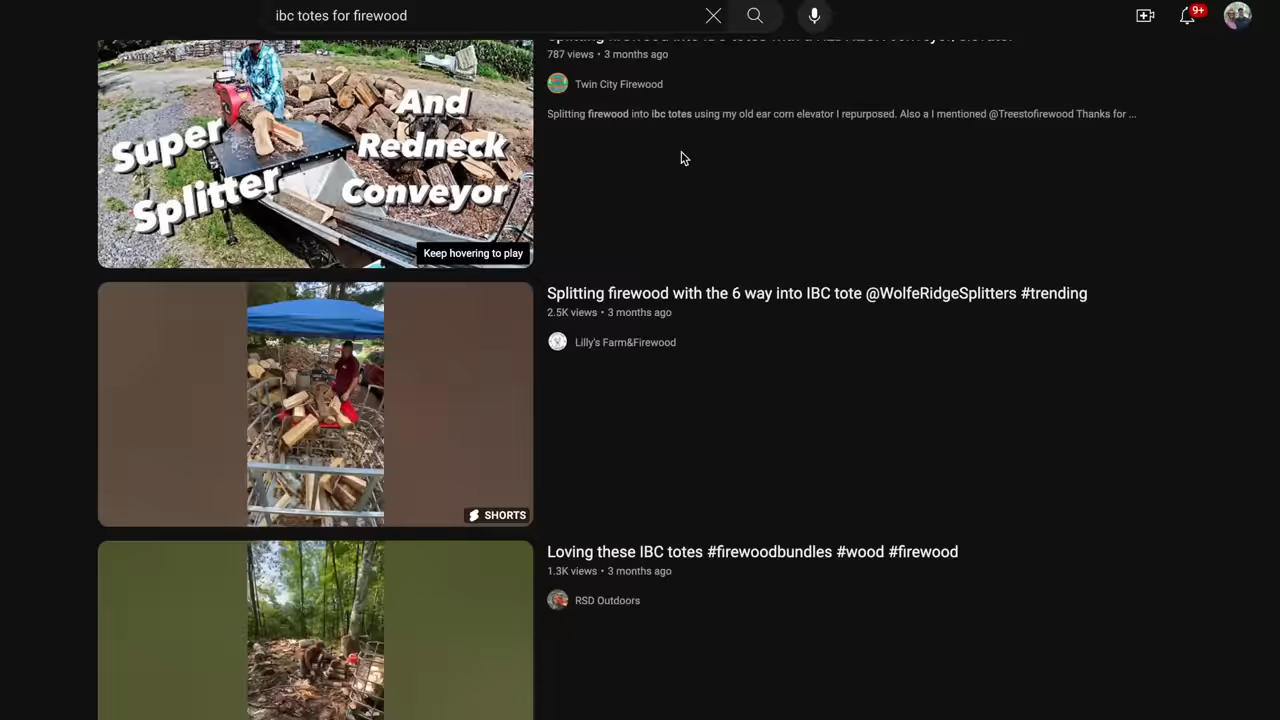 ibc totes for firewood
9+
787 views • 3 months ago
Twin City Firewood
Splitting firewood into ibc totes using my old ear corn elevator I repurposed. Also a I mentioned @Treestofirewood Thanks for ...
Super
Splitter
And
Redneck
Conveyor
Keep hovering to play
Splitting firewood with the 6 way into IBC tote @WolfeRidgeSplitters #trending
2.5K views • 3 months ago
Lilly's Farm&Firewood
SHORTS
Loving these IBC totes #firewoodbundles #wood #firewood
1.3K views • 3 months ago
RSD Outdoors